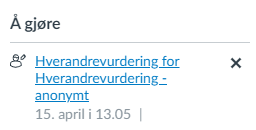 Å gjøre
Hverandrevurdering for
Hverandrevurdering -
anonymt
15. april i 13.05 |